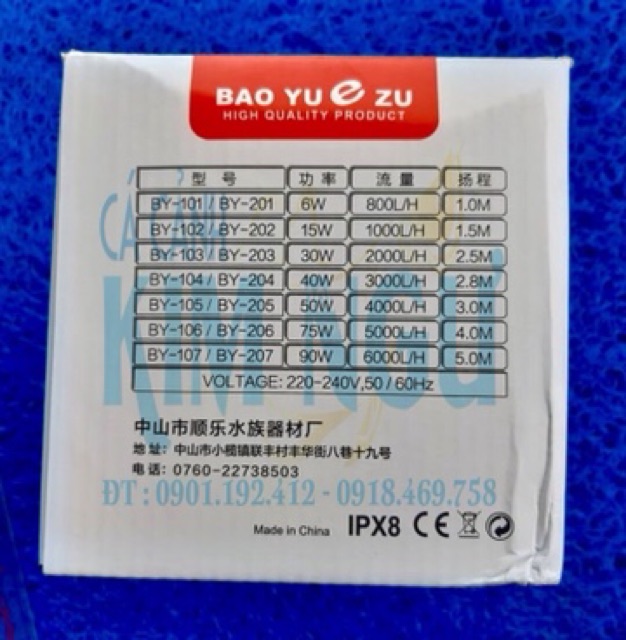 BAO YU e ZU
HIGH QUALITY PRODUCT
型 号 功 率 流 量 扬 程
BY-101 / BY-201 6W 800L/H 1.0M
BY-102 / BY-202 15W 1000L/H 1.5M
BY-103 / BY-203 30W 2000L/H 2.5M
BY-104 / BY-204 40W 3000L/H 2.8M
BY-105 / BY-205 50W 4000L/H 3.0M
BY-106 / BY-206 75W 5000L/H 4.0M
BY-107 / BY-207 90W 6000L/H 5.0M
VOLTAGE: 220-240V,50 / 60Hz
CÁ CẢNH
KIM NGƯ
中山市顺乐水族器材厂
地 址: 中山市小榄镇联丰村丰华街八巷十九号
电 话: 0760-22738503
ĐT : 0901.192.412 - 0918.469.758
Made in China IPX8 CE